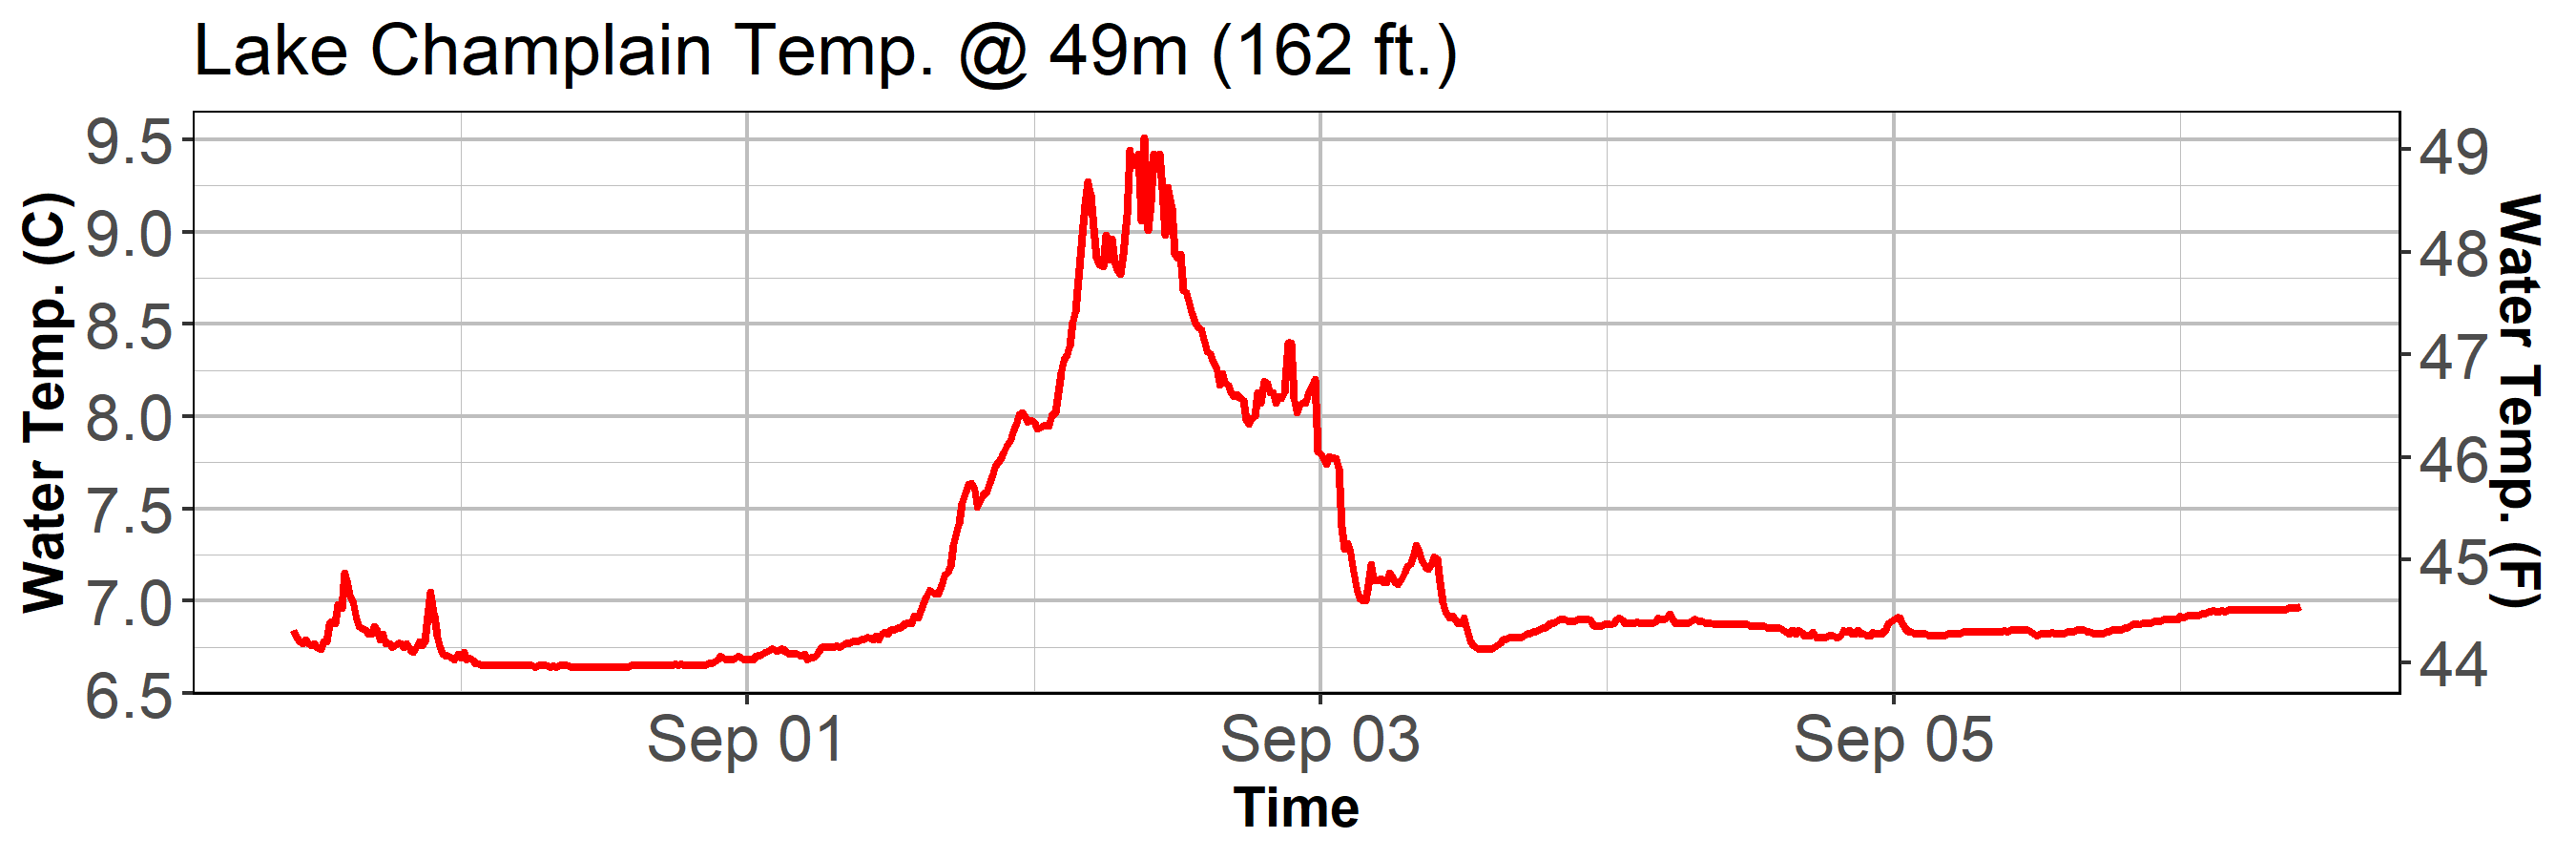 Lake Champlain Temp. @ 49m (162 ft.)
Water Temp. (C)
9.5
9.0
8.5
8.0
7.5
7.0
6.5
49
48
47
46
45
44
Water Temp. (F)
Sep 01
Sep 03
Sep 05
Time